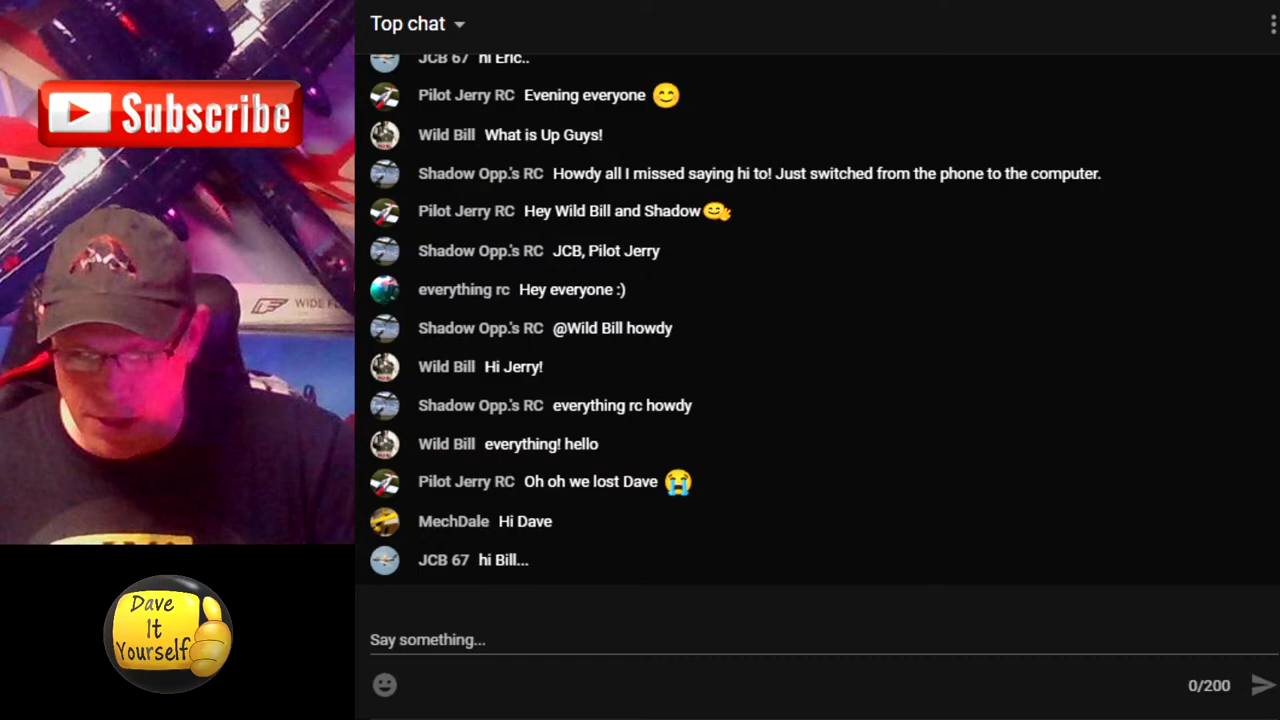 Subscribe
WIDE
Dave
It
Yourself
Top chat
JCB 67 hi Eric..
Pilot Jerry RC Evening everyone 😊
Wild Bill What is Up Guys!
Shadow Opp.'s RC Howdy all I missed saying hi to! Just switched from the phone to the computer.
Pilot Jerry RC Hey Wild Bill and Shadow
Shadow Opp.'s RC JCB, Pilot Jerry
everything rc Hey everyone :)
Shadow Opp.'s RC @Wild Bill howdy
Wild Bill Hi Jerry!
Shadow Opp.'s RC everything rc howdy
Wild Bill everything! hello
Pilot Jerry RC Oh oh we lost Dave 😭
MechDale Hi Dave
JCB 67 hi Bill...
Say something...
0/200